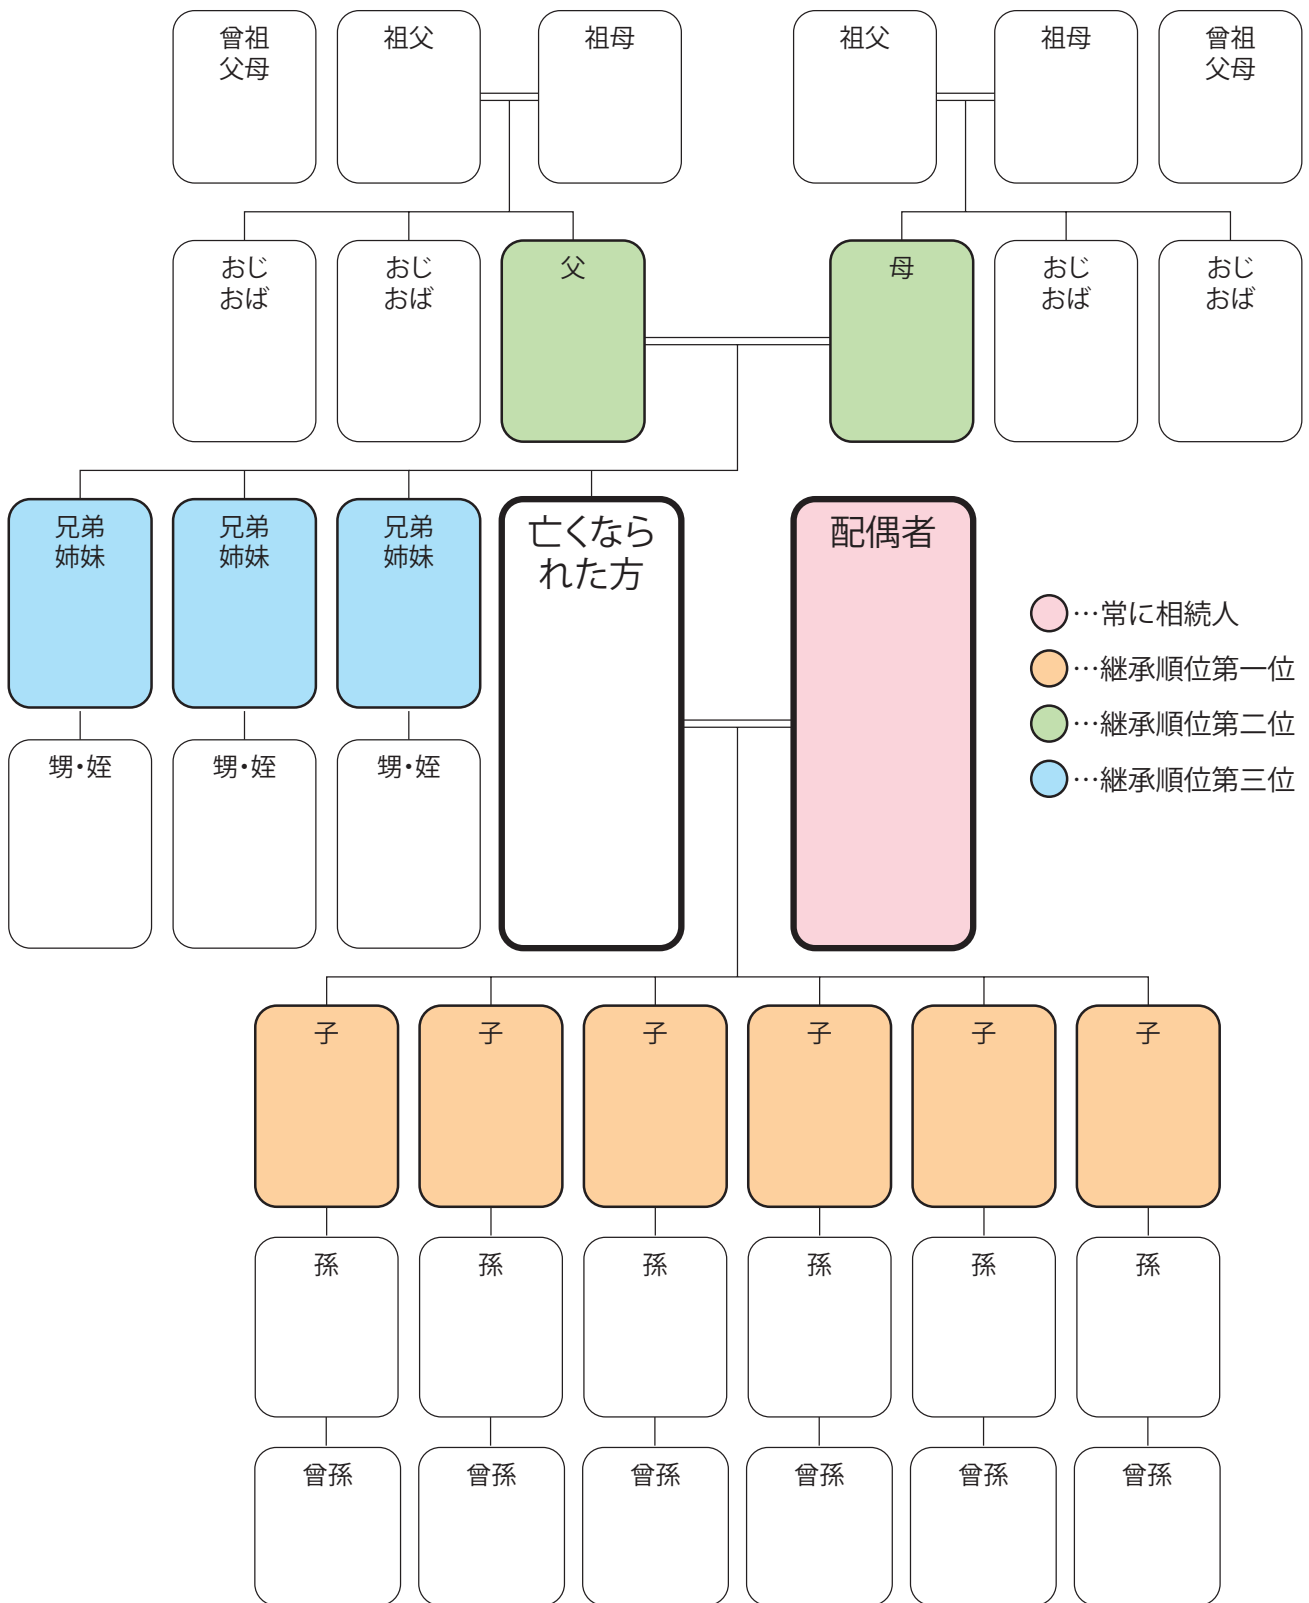 曾祖
父母
祖父
祖母
祖父
祖母
曾祖
父母
おじ
おば
おじ
おば
父
母
おじ
おば
おじ
おば
兄弟
姉妹
兄弟
姉妹
兄弟
姉妹
亡くなら
れた方
配偶者
…常に相続人
…継承順位第一位
…継承順位第二位
…継承順位第三位
甥・姪
甥・姪
甥・姪
子
子
子
子
子
子
孫
孫
孫
孫
孫
孫
曾孫
曾孫
曾孫
曾孫
曾孫
曾孫